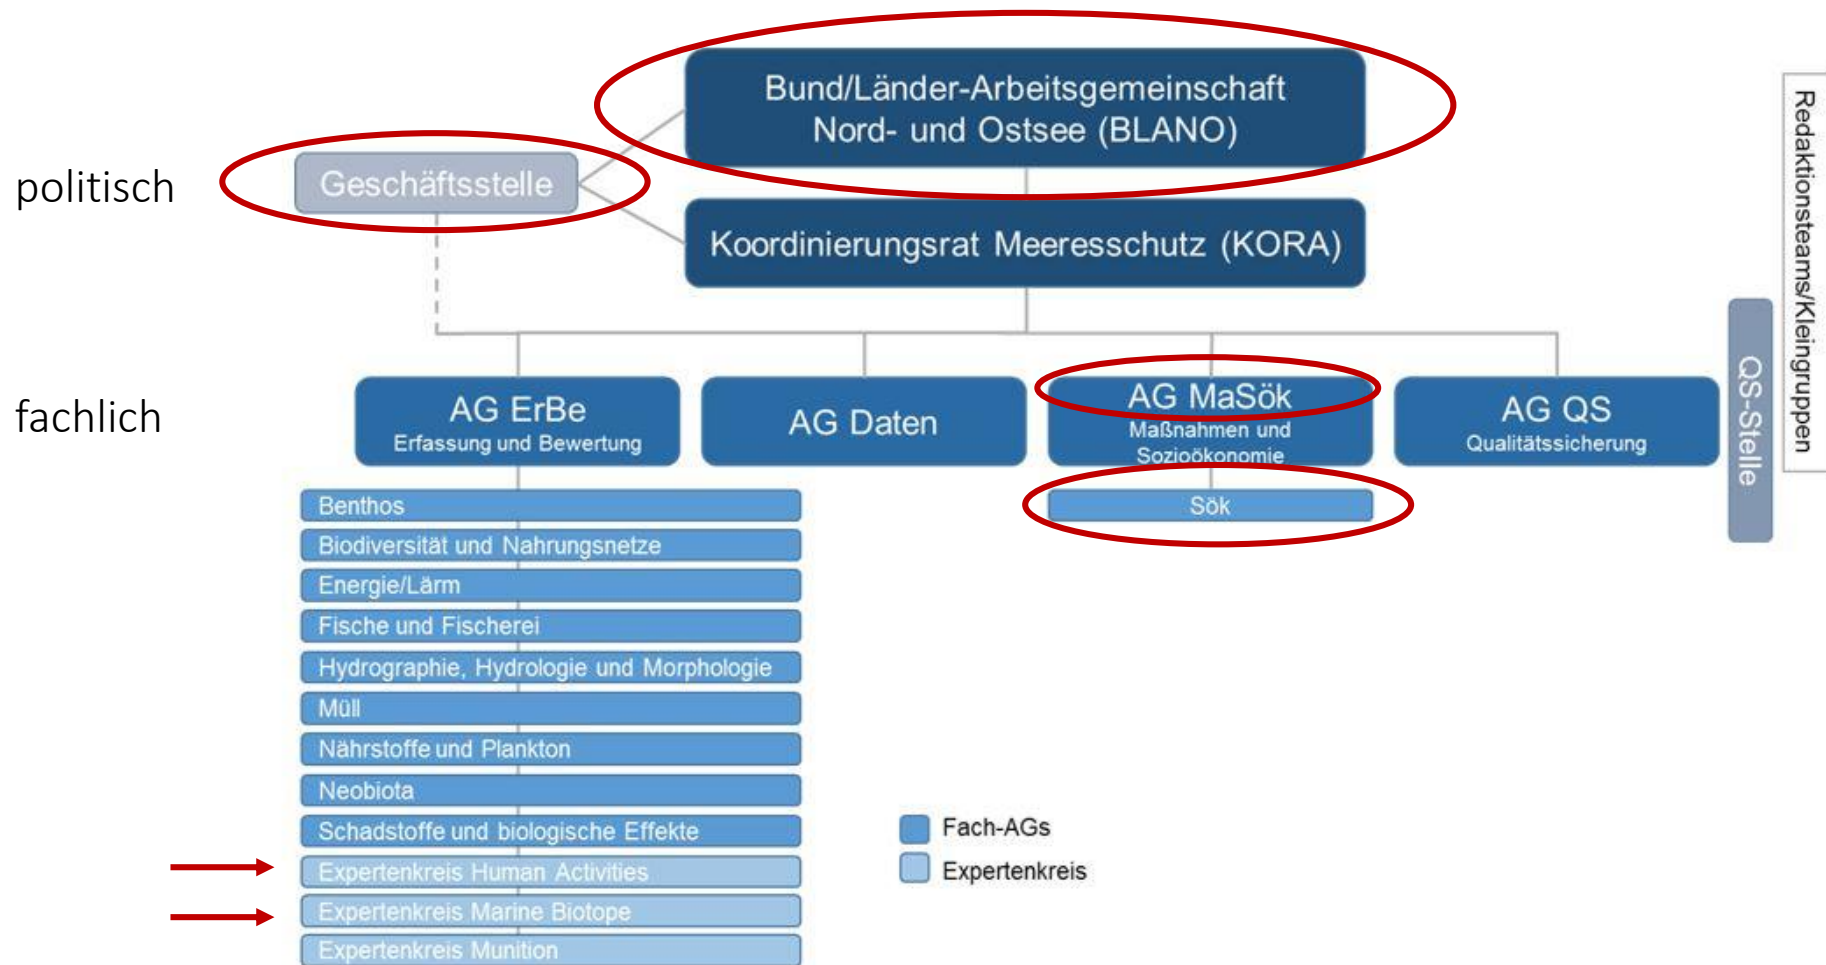 Bund/Länder-Arbeitsgemeinschaft
Nord- und Ostsee (BLANO)
politisch
Geschäftsstelle
Koordinierungsrat Meeresschutz (KORA)
Redaktionsteams/Kleingruppen
QS-Stelle
fachlich
AG ErBe
Erfassung und Bewertung
AG Daten
AG MaSök
Maßnahmen und
Sozioökonomie
AG QS
Qualitätssicherung
Benthos
Biodiversität und Nahrungsnetze
Energie/Lärm
Fische und Fischerei
Hydrographie, Hydrologie und Morphologie
Müll
Nährstoffe und Plankton
Neobiota
Schadstoffe und biologische Effekte
Expertenkreis Human Activities
Expertenkreis Marine Biotope
Expertenkreis Munition
Sök
Fach-AGs
Expertenkreis